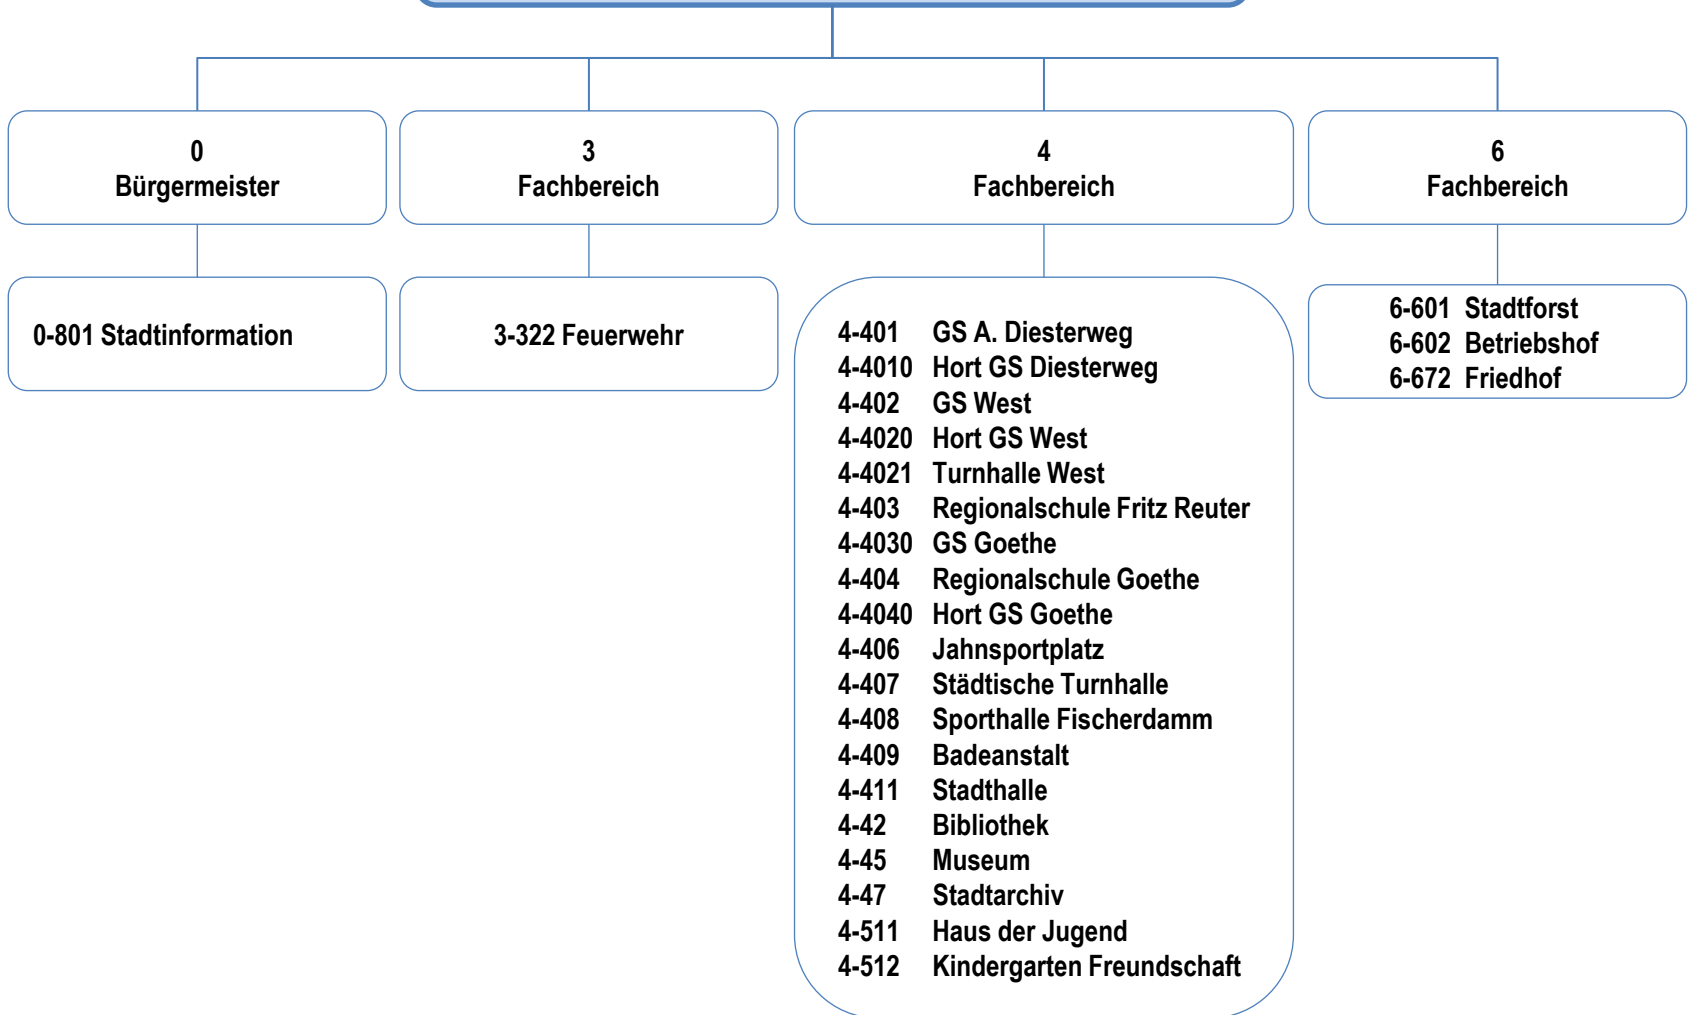 0
Bürgermeister
3
Fachbereich
4
Fachbereich
6
Fachbereich
0-801 Stadtinformation
3-322 Feuerwehr
4-401 GS A. Diesterweg
4-4010 Hort GS Diesterweg
4-402 GS West
4-4020 Hort GS West
4-4021 Turnhalle West
4-403 Regionalschule Fritz Reuter
4-4030 GS Goethe
4-404 Regionalschule Goethe
4-4040 Hort GS Goethe
4-406 Jahnsportplatz
4-407 Städtische Turnhalle
4-408 Sporthalle Fischerdamm
4-409 Badeanstalt
4-411 Stadthalle
4-42 Bibliothek
4-45 Museum
4-47 Stadtarchiv
4-511 Haus der Jugend
4-512 Kindergarten Freundschaft
6-601 Stadtforst
6-602 Betriebshof
6-672 Friedhof